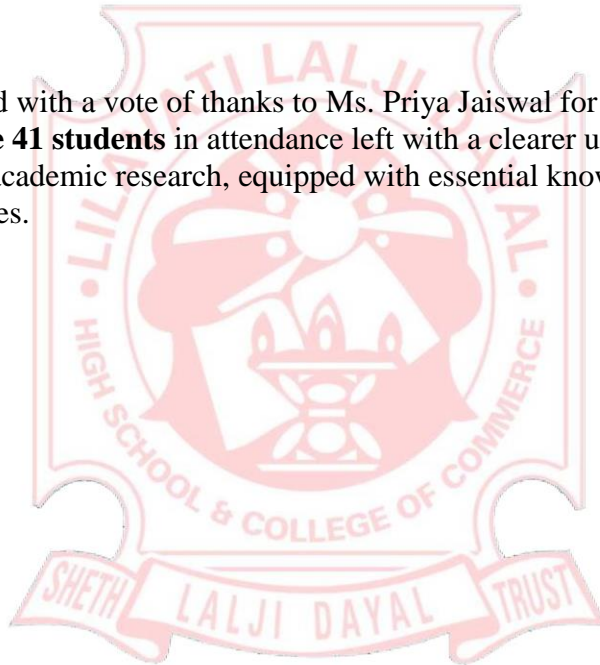 d with a vote of thanks to Ms. Priya Jaiswal for
e 41 students in attendance left with a clearer u
academic research, equipped with essential know
es.
LILAVATI LALJI DAYAL
HIGH SCHOOL & COLLEGE OF COMMERCE
SHETH LALJI DAYAL TRUST